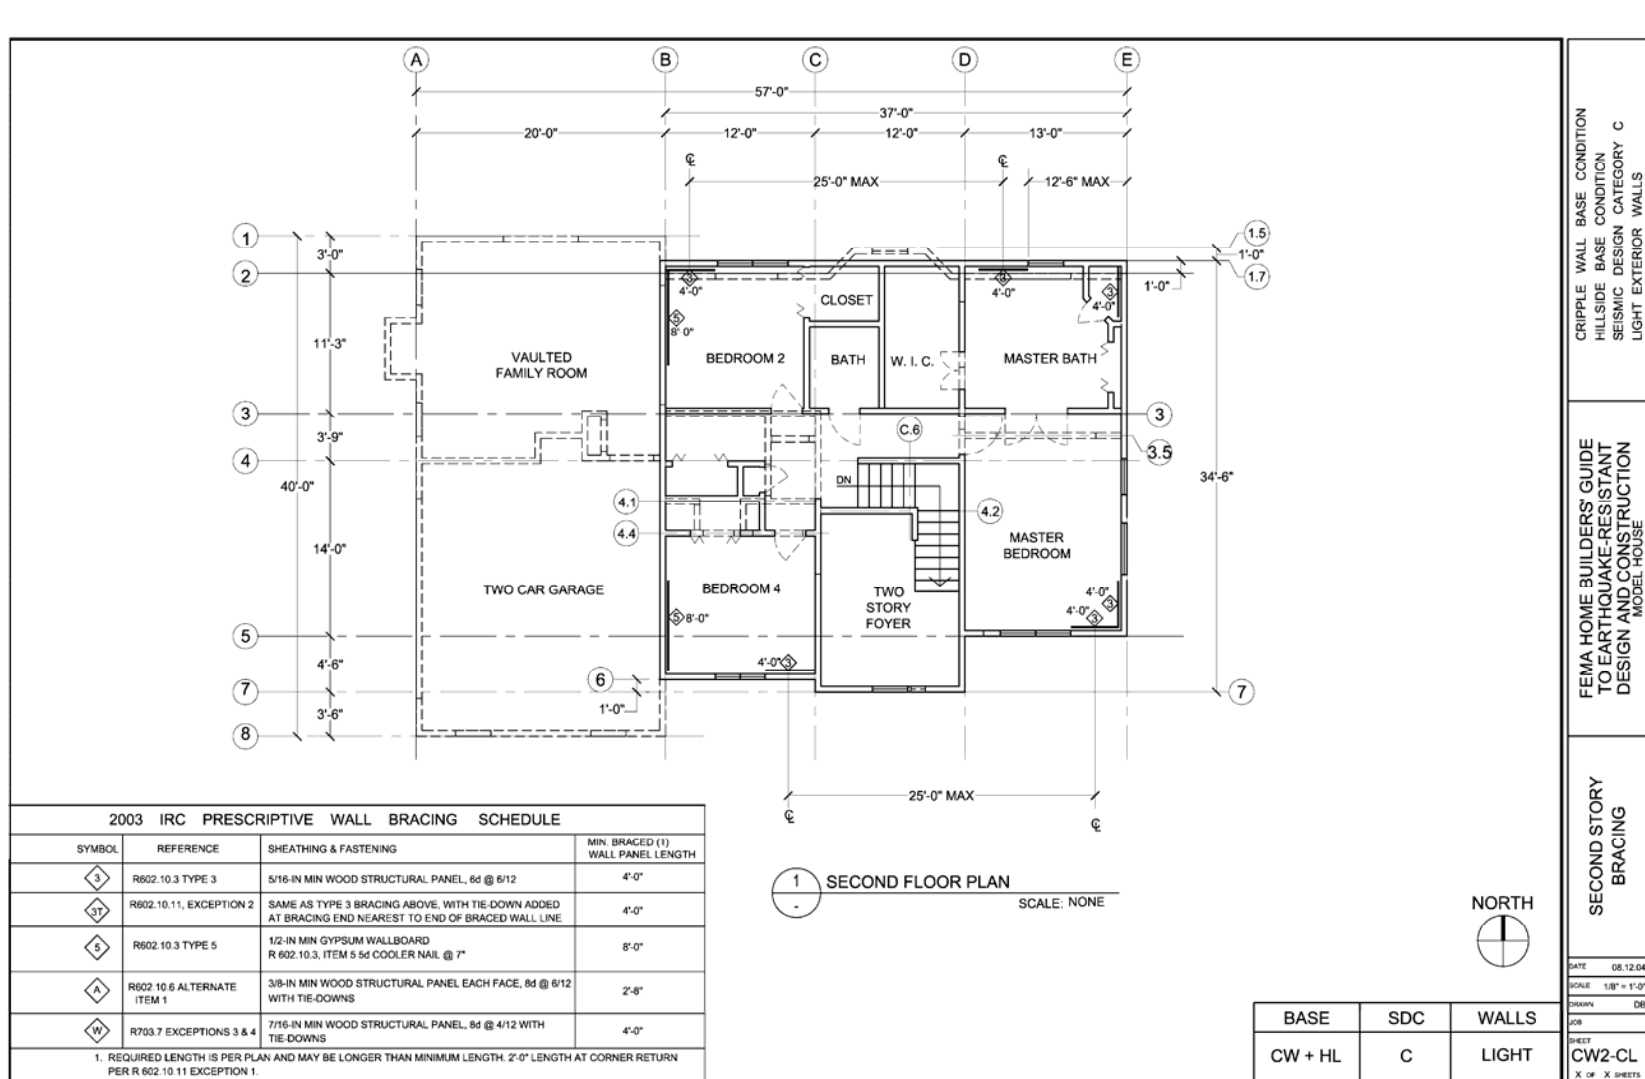 A B C D E
57'-0"
37'-0"
20'-0" 12'-0" 12'-0" 13'-0"
℄ ℄
25'-0" MAX 12'-6" MAX
1 1.5
3'-0" 1'-0"
2 1.7
1'-0"
3 4'-0" 3 4'-0" 3 4'-0"
CLOSET
5 8'-0"
11'-3"
VAULTED
FAMILY ROOM
BEDROOM 2 BATH W. I. C. MASTER BATH
3 3
C.6
3'-9"
4 3.5
40'-0" DN 34'-6"
4.1 4.2
4.4
14'-0"
MASTER
BEDROOM
TWO CAR GARAGE BEDROOM 4
TWO
STORY
FOYER
4'-0" 3
4'-0" 3
5 8'-0"
5
4'-6" 4'-0" 3
6
7 7
1'-0"
3'-6"
8
25'-0" MAX
℄ ℄
1 SECOND FLOOR PLAN
- SCALE: NONE
2003 IRC PRESCRIPTIVE WALL BRACING SCHEDULE
SYMBOL REFERENCE SHEATHING & FASTENING MIN. BRACED (1) WALL PANEL LENGTH
3 R602.10.3 TYPE 3 5/16-IN MIN WOOD STRUCTURAL PANEL, 6d @ 6/12 4'-0"
3T R602.10.11, EXCEPTION 2 SAME AS TYPE 3 BRACING ABOVE, WITH TIE-DOWN ADDED
AT BRACING END NEAREST TO END OF BRACED WALL LINE 4'-0"
5 R602.10.3 TYPE 5 1/2-IN MIN GYPSUM WALLBOARD
R 602.10.3, ITEM 5 5d COOLER NAIL @ 7" 8'-0"
A R602.10.6 ALTERNATE ITEM 1 3/8-IN MIN WOOD STRUCTURAL PANEL EACH FACE, 8d @ 6/12
WITH TIE-DOWNS 2'-8"
W R703.7 EXCEPTIONS 3 & 4 7/16-IN MIN WOOD STRUCTURAL PANEL, 8d @ 4/12 WITH
TIE-DOWNS 4'-0"
1. REQUIRED LENGTH IS PER PLAN AND MAY BE LONGER THAN MINIMUM LENGTH. 2'-0" LENGTH AT CORNER RETURN
PER R 602.10.11 EXCEPTION 1.
NORTH
BASE SDC WALLS
CW + HL C LIGHT
CRIPPLE WALL BASE CONDITION
HILLSIDE BASE CONDITION
SEISMIC DESIGN CATEGORY C
LIGHT EXTERIOR WALLS
FEMA HOME BUILDERS' GUIDE
TO EARTHQUAKE-RESISTANT
DESIGN AND CONSTRUCTION
MODEL HOUSE
SECOND STORY
BRACING
DATE 08.12.04
SCALE 1/8" = 1'-0"
DRAWN DB
JOB
SHEET
CW2-CL
X OF X SHEETS